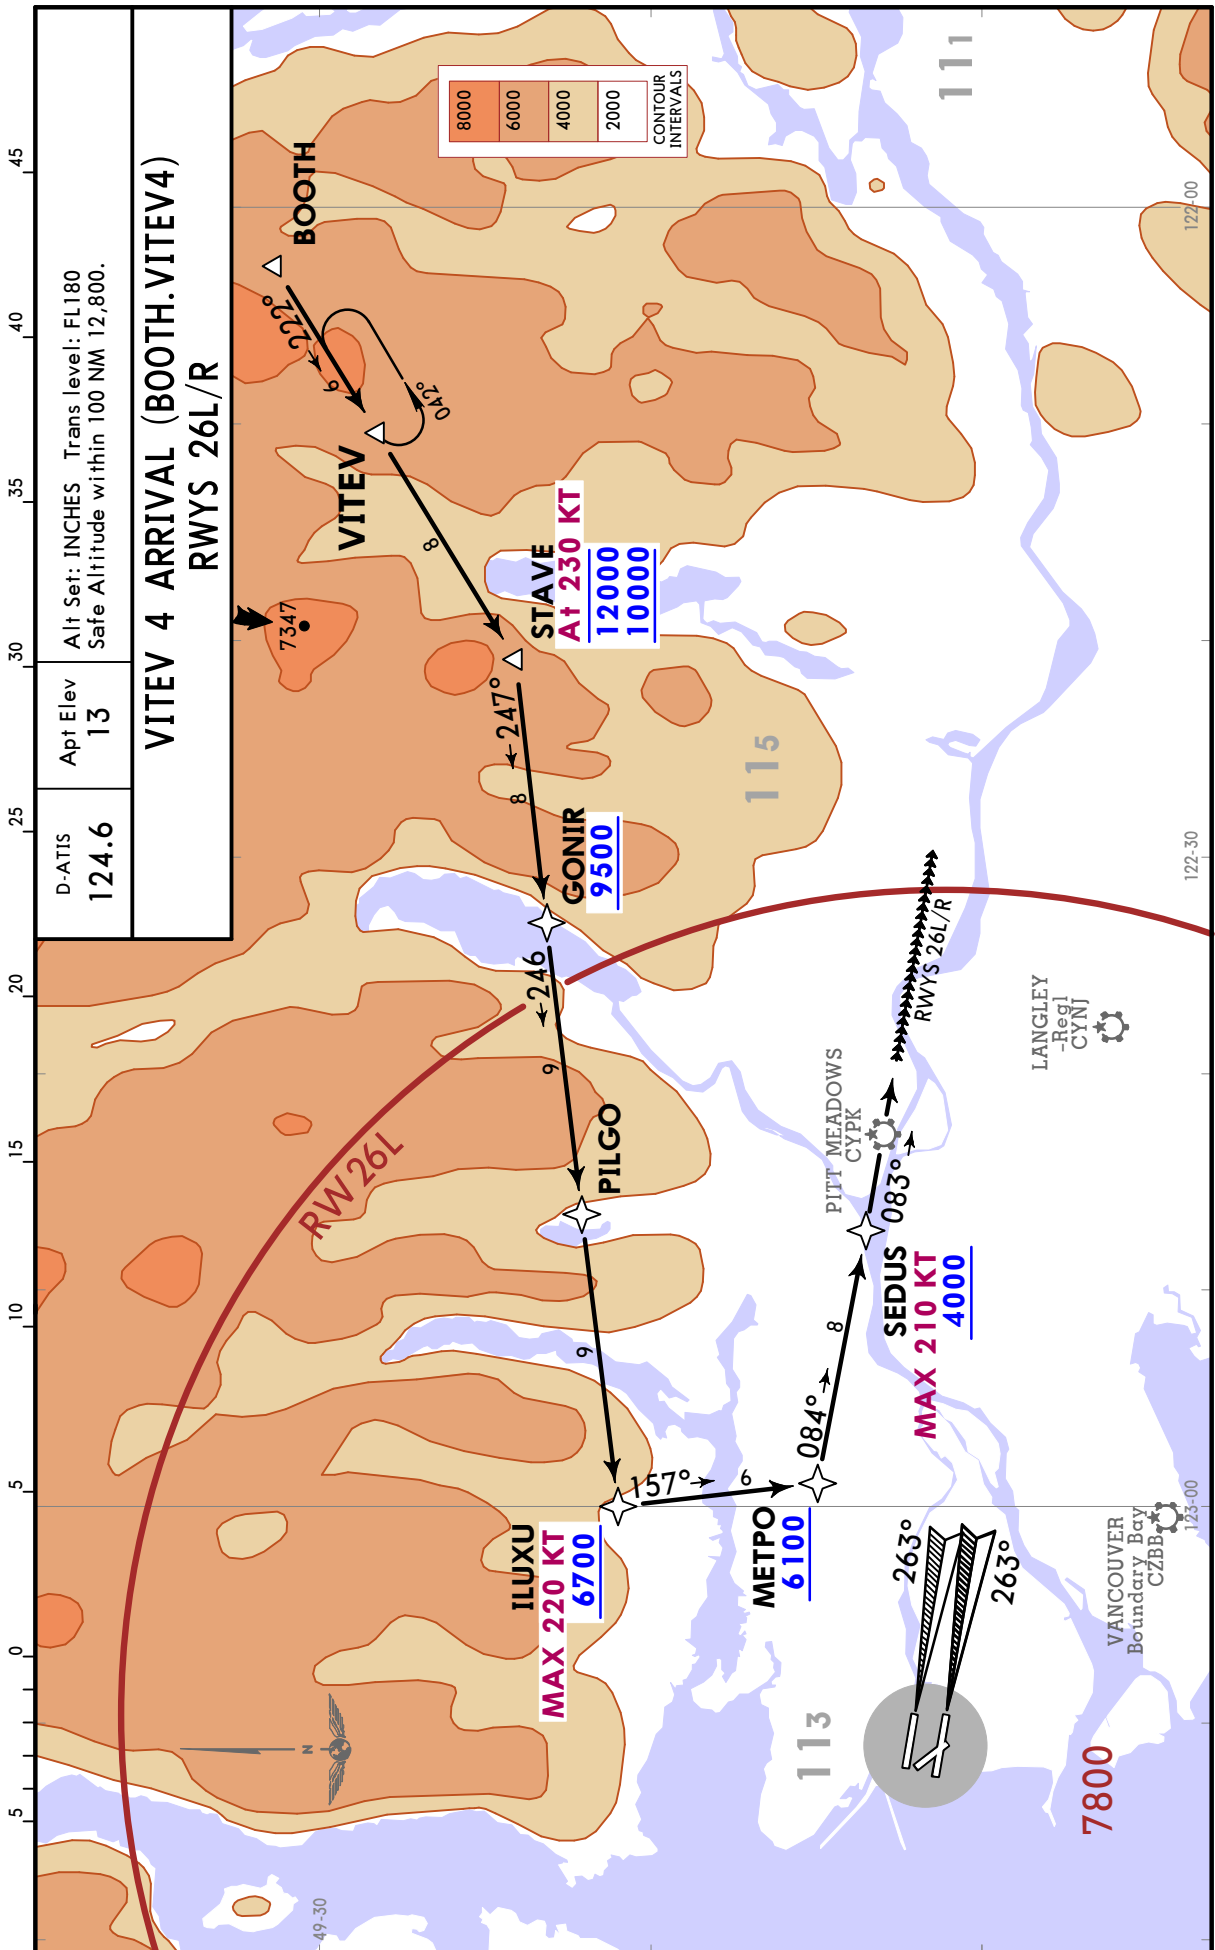 D-ATIS
124.6
Apt Elev
13
Alt Set: INCHES Trans level: FL180
Safe Altitude within 100 NM 12,800.
VITEV 4 ARRIVAL (BOOTH.VITEV4)
RWYS 26L/R
5
0
5
10
15
20
25
30
35
40
45
8000
6000
4000
2000
CONTOUR
INTERVALS
BOOTH
222°
6
042°
VITEV
8
7347
STAVE
At 230 KT
12000
10000
247°
8
GONIR
9500
246
9
PILGO
9
ILUXU
MAX 220 KT
6700
157°
6
METPO
6100
084°
8
SEDUS
MAX 210 KT
4000
083°
RWYS 26L/R
RW 26L
PITT MEADOWS
CYPK
LANGLEY
-Regl
CYNJ
VANCOUVER
Boundary Bay
CZBB
263°
263°
N
111
115
113
7800
49-30
123-00
122-30
122-00